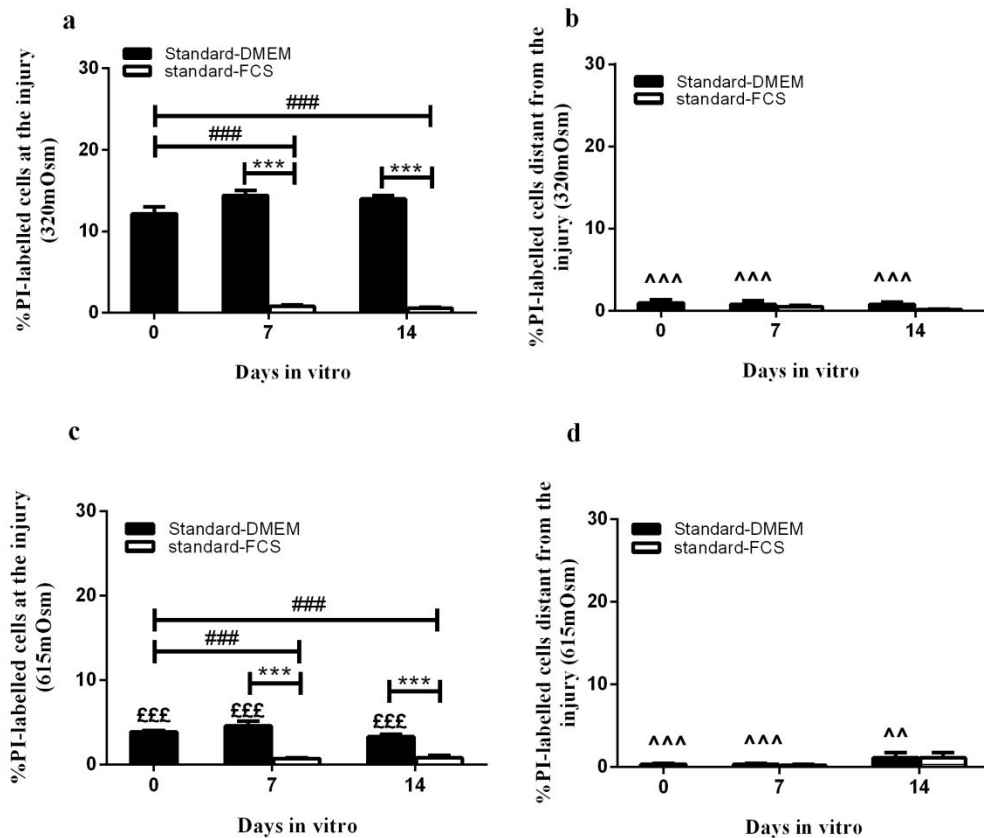 a
Standard-DMEM
standard-FCS
30
20
10
0
###
###
***
***
%PI-labelled cells at the injury
(320mOsm)
0
7
14
Days in vitro
b
Standard-DMEM
standard-FCS
30
20
10
0
^^^
^^^
^^^
%PI-labelled cells distant from the
injury (320mOsm)
0
7
14
Days in vitro
c
Standard-DMEM
standard-FCS
30
20
10
0
###
###
***
***
£££
£££
£££
%PI-labelled cells at the injury
(615mOsm)
0
7
14
Days in vitro
d
Standard-DMEM
standard-FCS
30
20
10
0
^^^
^^^
^^
%PI-labelled cells distant from the
injury (615mOsm)
0
7
14
Days in vitro